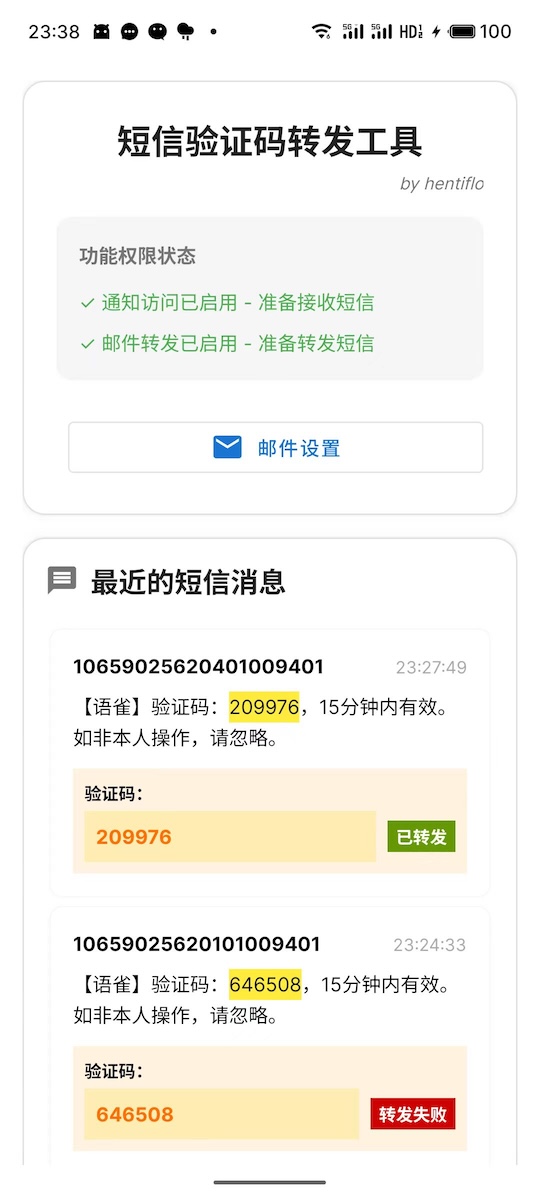 23:38
5G 5G HD 100
短信验证码转发工具
by hentiflo
功能权限状态
✓ 通知访问已启用 - 准备接收短信
✓ 邮件转发已启用 - 准备转发短信
邮件设置
最近的短信消息
10659025620401009401 23:27:49
【语雀】验证码：209976，15分钟内有效。
如非本人操作，请忽略。
验证码：
209976 已转发
10659025620101009401 23:24:33
【语雀】验证码：646508，15分钟内有效。
如非本人操作，请忽略。
验证码：
646508 转发失败